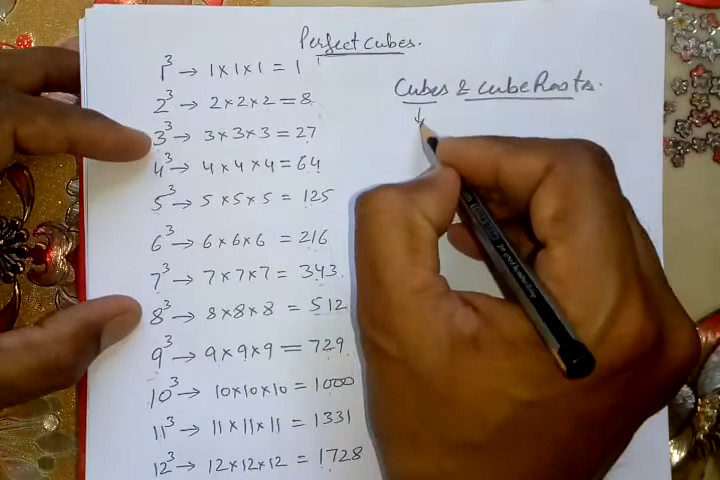 Perfect Cubes.
1³ → 1×1×1 = 1
2³ → 2×2×2 = 8
3³ → 3×3×3 = 27
4³ → 4×4×4 = 64
5³ → 5×5×5 = 125
6³ → 6×6×6 = 216
7³ → 7×7×7 = 343.
8³ → 8×8×8 = 512
9³ → 9×9×9 = 729
10³ → 10×10×10 = 1000
11³ → 11×11×11 = 1331
12³ → 12×12×12 = 1728
Cubes & cube Roots.
↓